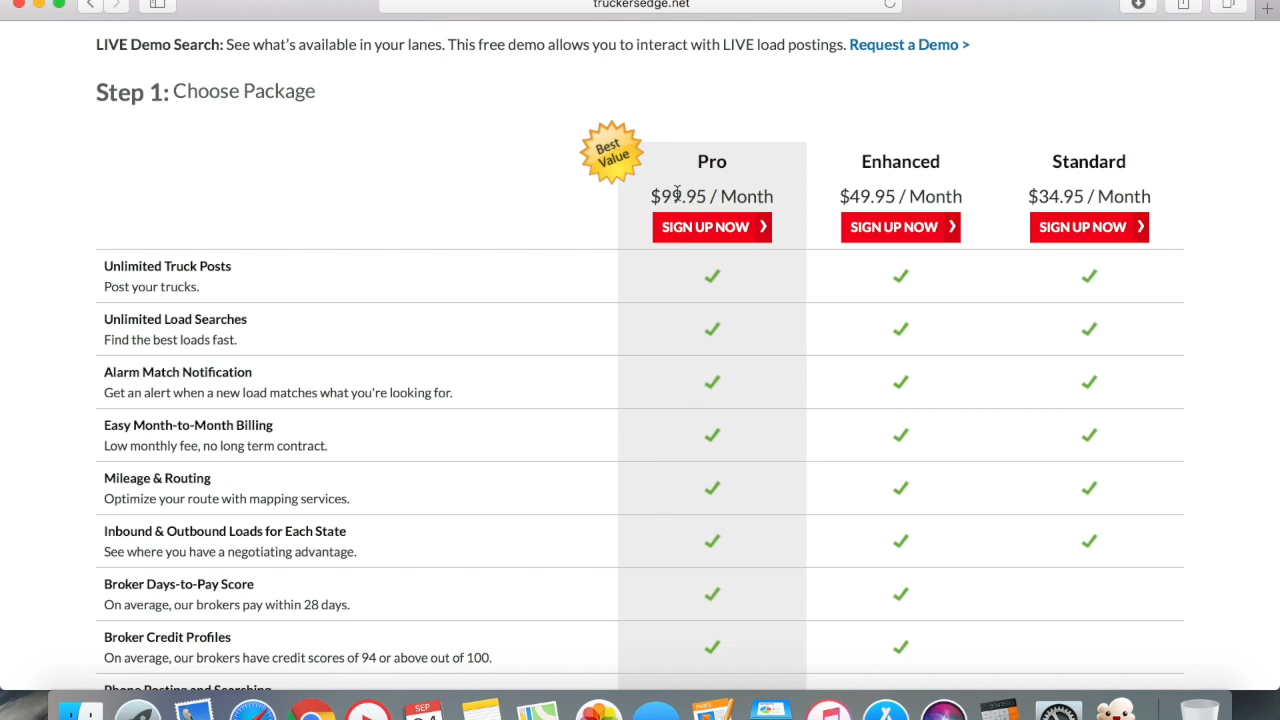 truckersedge.net
LIVE Demo Search: See what's available in your lanes. This free demo allows you to interact with LIVE load postings. Request a Demo >
Step 1: Choose Package
Best Value
Pro Enhanced Standard
$99.95 / Month $49.95 / Month $34.95 / Month
SIGN UP NOW ❯ SIGN UP NOW ❯ SIGN UP NOW ❯
Unlimited Truck Posts
Post your trucks.
Unlimited Load Searches
Find the best loads fast.
Alarm Match Notification
Get an alert when a new load matches what you're looking for.
Easy Month-to-Month Billing
Low monthly fee, no long term contract.
Mileage & Routing
Optimize your route with mapping services.
Inbound & Outbound Loads for Each State
See where you have a negotiating advantage.
Broker Days-to-Pay Score
On average, our brokers pay within 28 days.
Broker Credit Profiles
On average, our brokers have credit scores of 94 or above out of 100.
Phone Posting and Searching
SEP